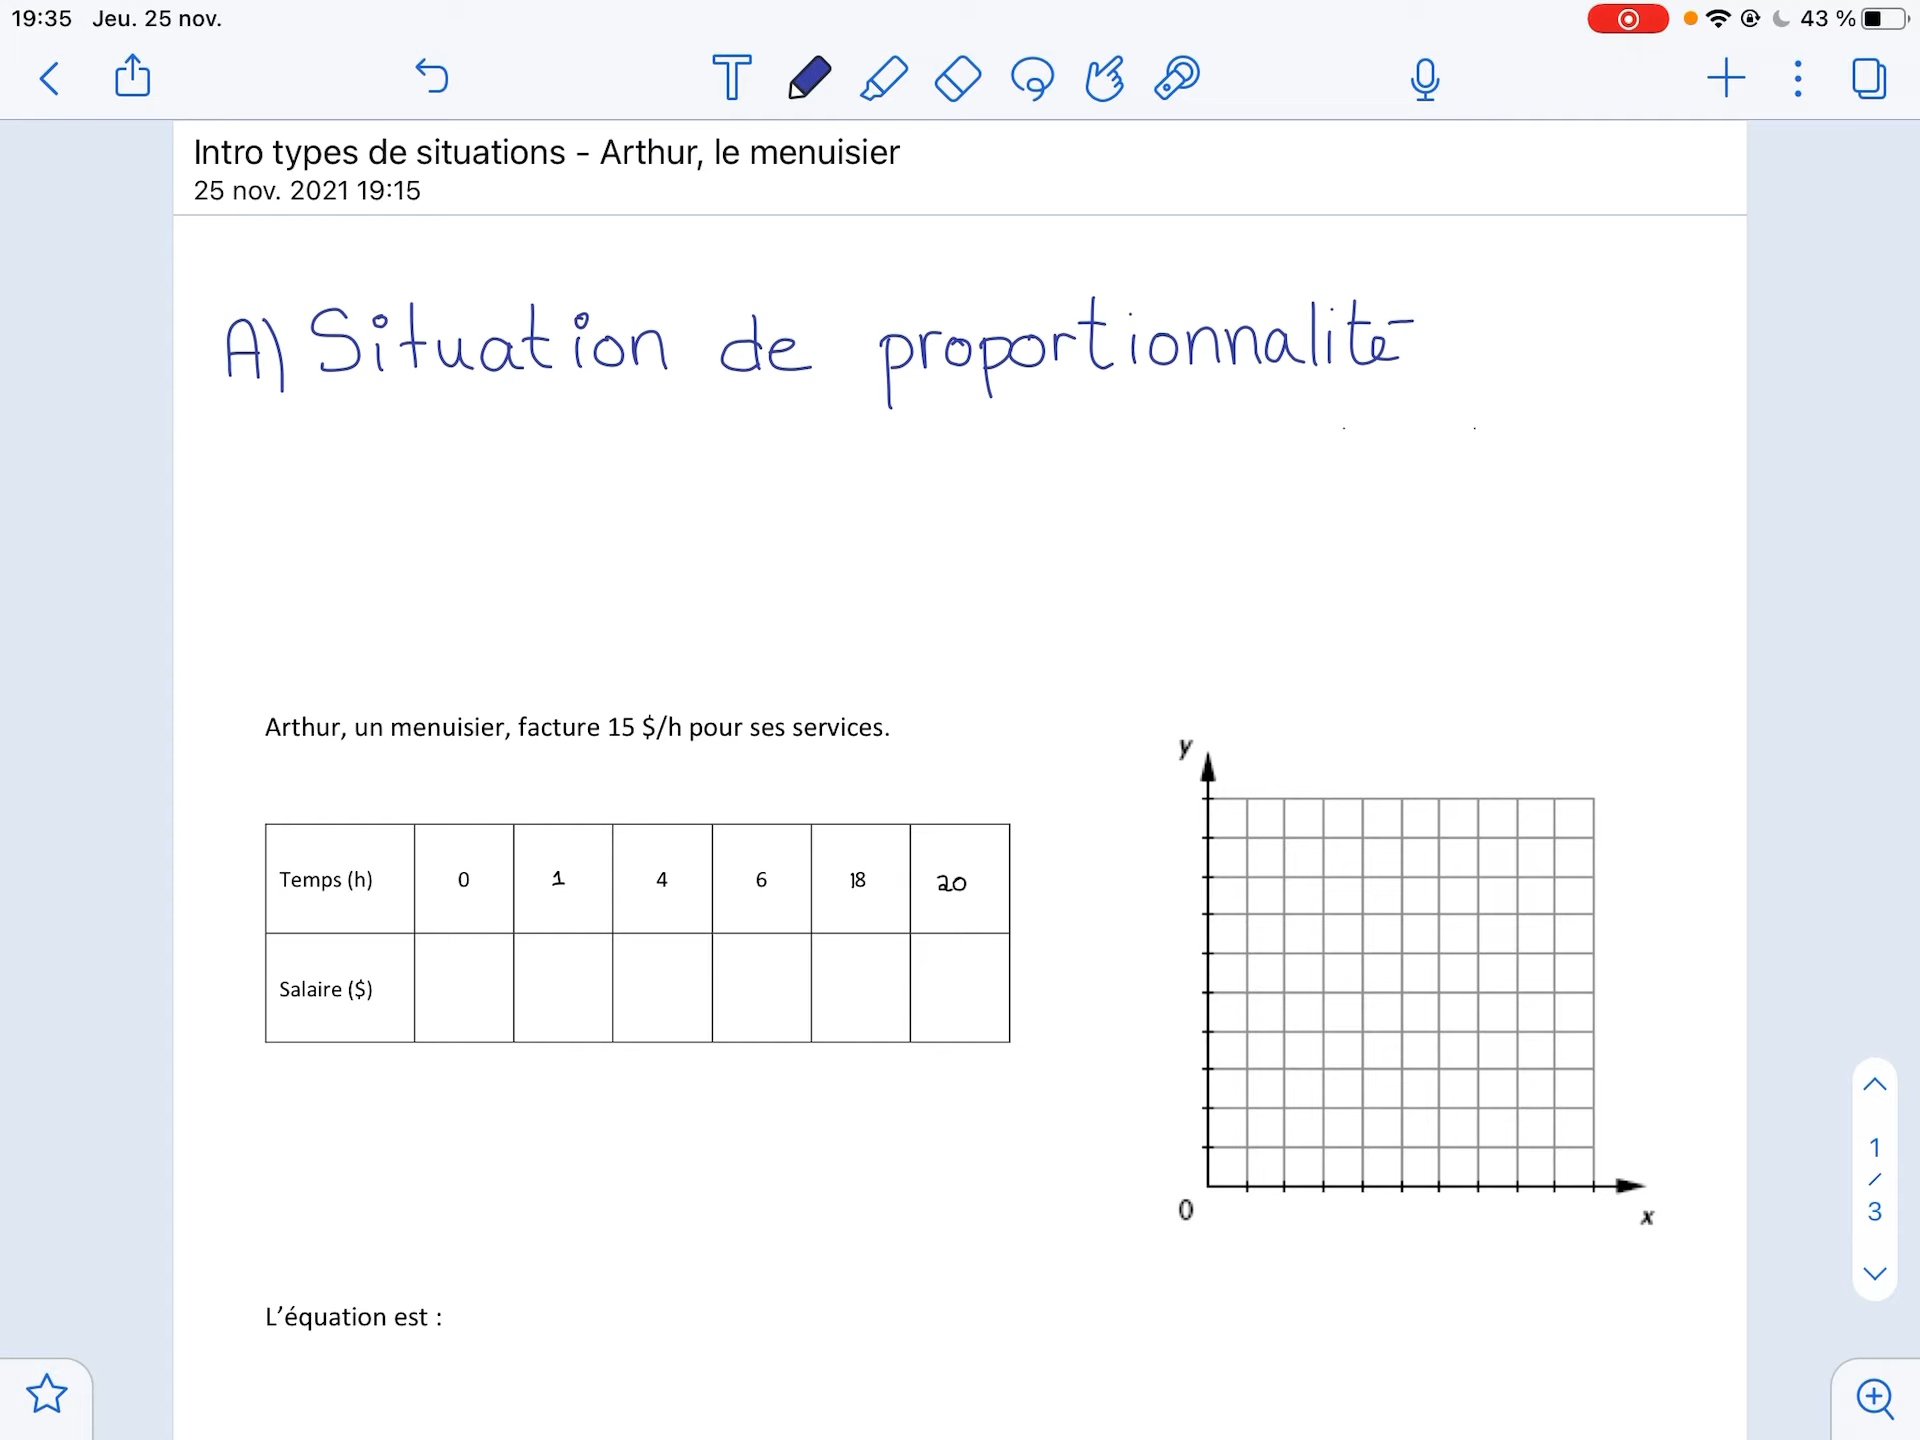 19:35 Jeu. 25 nov. 43 %
T
Intro types de situations - Arthur, le menuisier
25 nov. 2021 19:15
A) Situation de proportionnalité
Arthur, un menuisier, facture 15 $/h pour ses services.
Temps (h) 0 1 4 6 18 20
Salaire ($)
y
0
x
1
/
3
L'équation est :